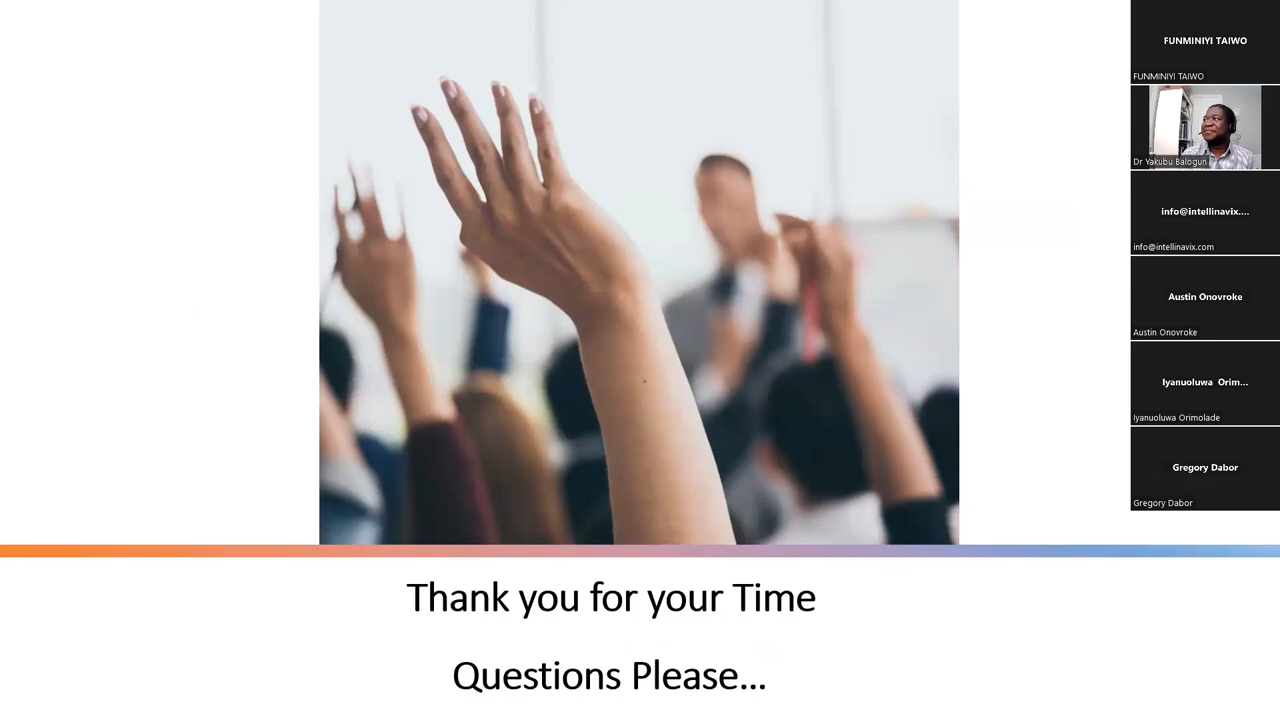 FUNMINIYI TAIWO
FUNMINIYI TAIWO
Dr Yakubu Balogun
info@intellinavix....
info@intellinavix.com
Austin Onovroke
Austin Onovroke
Iyanuoluwa Orim...
Iyanuoluwa Orimolade
Gregory Dabor
Gregory Dabor
Thank you for your Time
Questions Please...